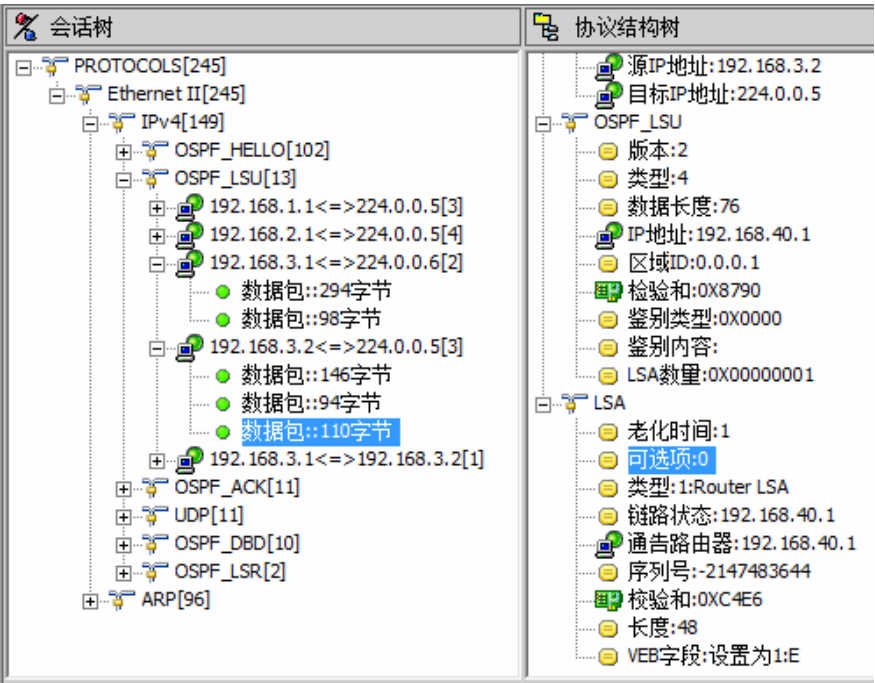 会话树
PROTOCOLS[245]
Ethernet II[245]
IPv4[149]
OSPF_HELLO[102]
OSPF_LSU[13]
192.168.1.1<=>224.0.0.5[3]
192.168.2.1<=>224.0.0.5[4]
192.168.3.1<=>224.0.0.6[2]
数据包::294字节
数据包::98字节
192.168.3.2<=>224.0.0.5[3]
数据包::146字节
数据包::94字节
数据包::110字节
192.168.3.1<=>192.168.3.2[1]
OSPF_ACK[11]
UDP[11]
OSPF_DBD[10]
OSPF_LSR[2]
ARP[96]
协议结构树
源IP地址:192.168.3.2
目标IP地址:224.0.0.5
OSPF_LSU
版本:2
类型:4
数据长度:76
IP地址:192.168.40.1
区域ID:0.0.0.1
检验和:0X8790
鉴别类型:0X0000
鉴别内容:
LSA数量:0X00000001
LSA
老化时间:1
可选项:0
类型:1:Router LSA
链路状态:192.168.40.1
通告路由器:192.168.40.1
序列号:-2147483644
校验和:0XC4E6
长度:48
VEB字段:设置为1:E